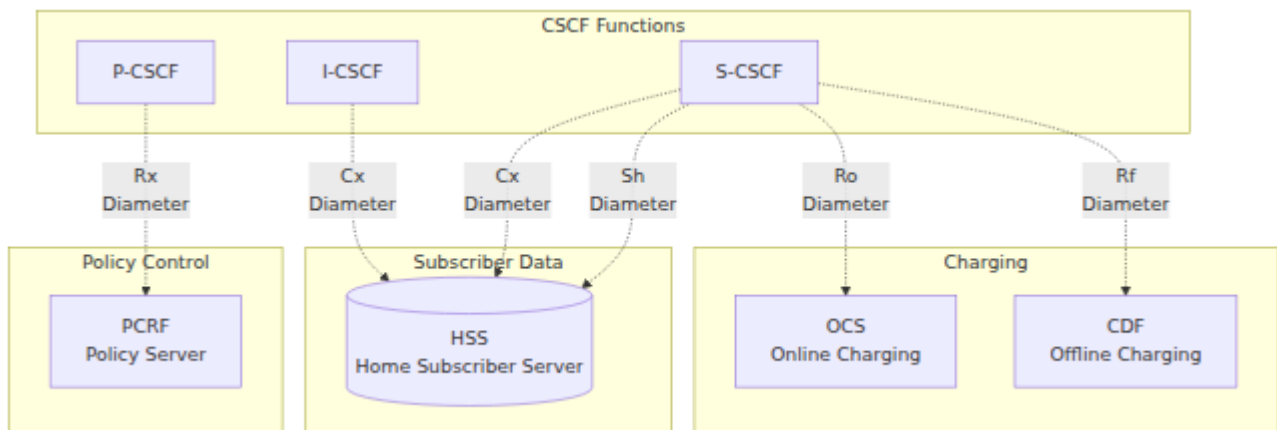 CSCF Functions
P-CSCF
I-CSCF
S-CSCF
Rx
Diameter
Cx
Diameter
Cx
Diameter
Sh
Diameter
Ro
Diameter
Rf
Diameter
Policy Control
PCRF
Policy Server
Subscriber Data
HSS
Home Subscriber Server
Charging
OCS
Online Charging
CDF
Offline Charging